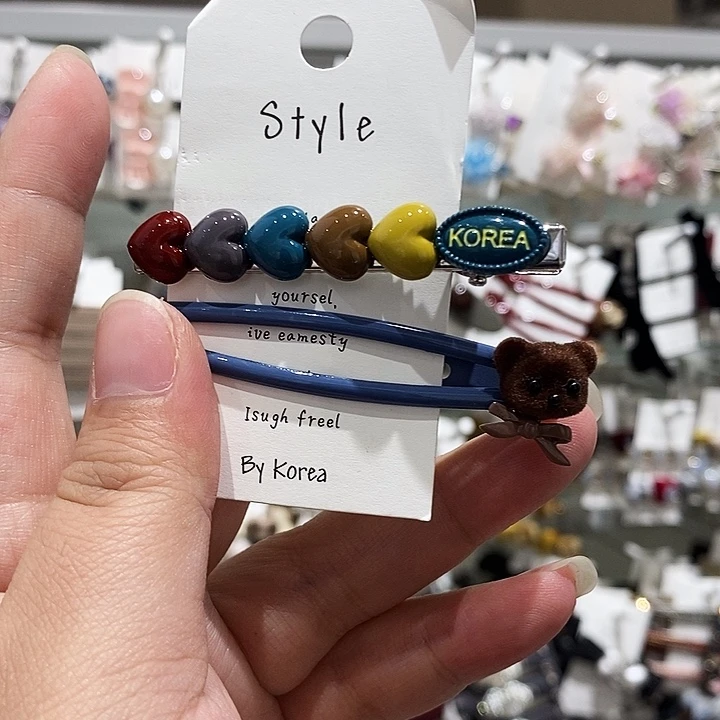 Style
a
KOREA
yoursel,
ive eamesty
Isugh freel
By Korea